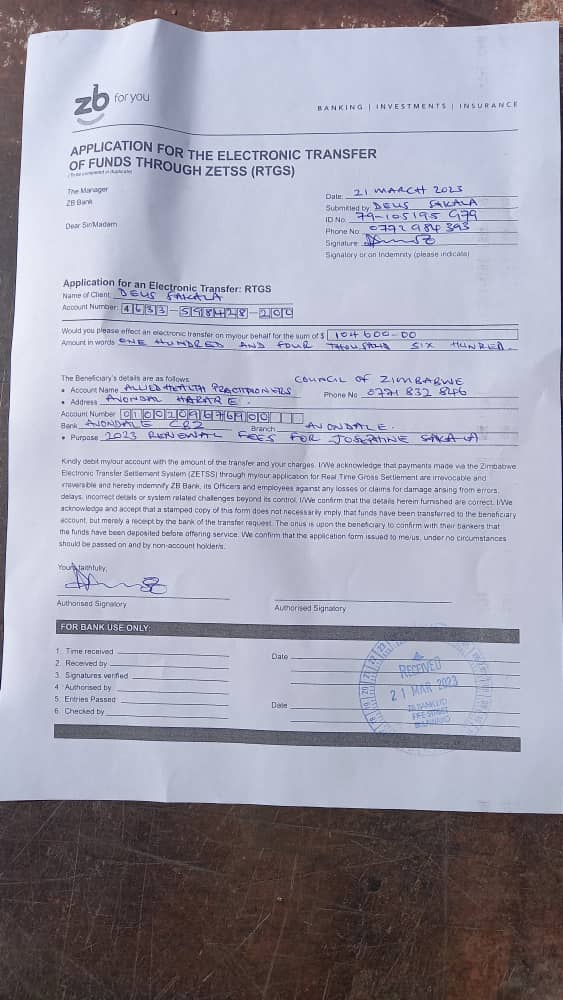 zb for you
BANKING | INVESTMENTS | INSURANCE
APPLICATION FOR THE ELECTRONIC TRANSFER
OF FUNDS THROUGH ZETSS (RTGS)
(To be completed in duplicate)
The Manager
ZB Bank
Dear Sir/Madam
Date: 21 MARCH 2023
Submitted by DEUS SAKALA
ID No. 79-105195 G79
Phone No. 0772 984 393
Signature
Signatory or on Indemnity (please indicate)
Application for an Electronic Transfer: RTGS
Name of Client DEUS SAKALA
Account Number: 4633-598428-200
Would you please effect an electronic transfer on my/our behalf for the sum of $ 104 600-00
Amount in words ONE HUNDRED AND FOUR THOUSAND SIX HUNRED.
The Beneficiary's details are as follows
• Account Name ALLIED HEALTH PRACTITIONERS COUNCIL OF ZIMBABWE
• Address AVONDAL HARARE. Phone No 0771 832 846
Account Number 0100209676900
Bank AVONDALE CBZ Branch AVONDALE.
• Purpose 2023 RENEWAL FEES FOR JOSEPHINE SAKALA
Kindly debit my/our account with the amount of the transfer and your charges. I/We acknowledge that payments made via the Zimbabwe
Electronic Transfer Settlement System (ZETSS) through my/our application for Real Time Gross Settlement are irrevocable and
irreversible and hereby indemnify ZB Bank, its Officers and employees against any losses or claims for damage arising from errors,
delays, incorrect details or system related challenges beyond its control. I/We confirm that the details herein furnished are correct. I/We
acknowledge and accept that a stamped copy of this form does not necessarily imply that funds have been transferred to the beneficiary
account, but merely a receipt by the bank of the transfer request. The onus is upon the beneficiary to confirm with their bankers that
the funds have been deposited before offering service. We confirm that the application form issued to me/us, under no circumstances
should be passed on and by non-account holder/s.
Yours faithfully,
Authorised Signatory
Authorised Signatory
FOR BANK USE ONLY:
1. Time received
2. Received by
3. Signatures verified
4. Authorised by
5. Entries Passed
6. Checked by
Date
Date
RECEIVED
21 MAR 2023
ZB BANK LTD